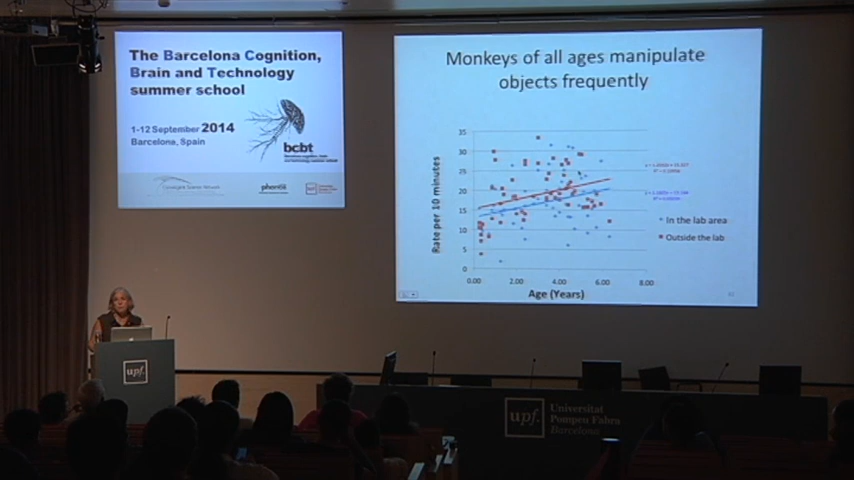 The Barcelona Cognition,
Brain and Technology
summer school
1-12 September 2014
Barcelona, Spain
bcbt
Monkeys of all ages manipulate
objects frequently
Rate per 10 minutes
35
30
25
20
15
10
5
0
0.00 2.00 4.00 6.00 8.00
Age (Years)
In the lab area
Outside the lab
upf.
upf. Universitat
Pompeu Fabra
Barcelona